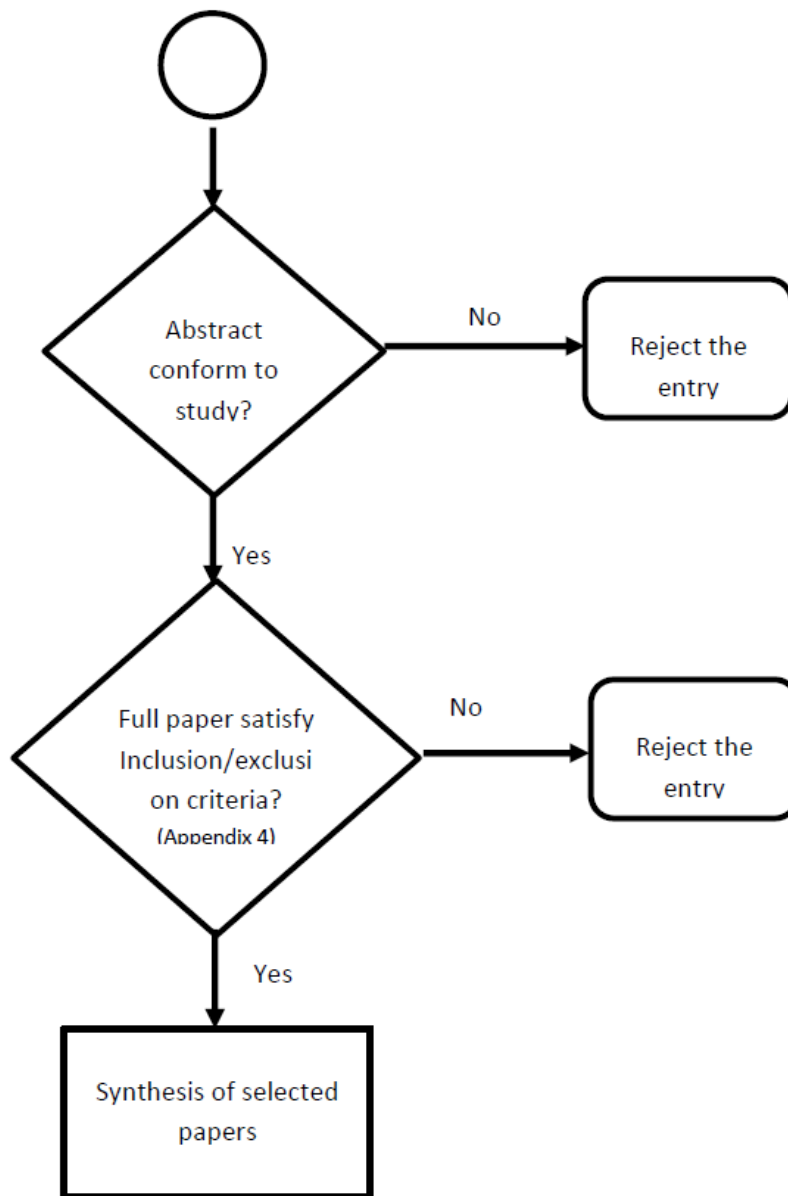 Abstract
conform to
study?
No
Reject the
entry
Yes
Full paper satisfy
Inclusion/exclusi
on criteria?
(Appendix 4)
No
Reject the
entry
Yes
Synthesis of selected
papers